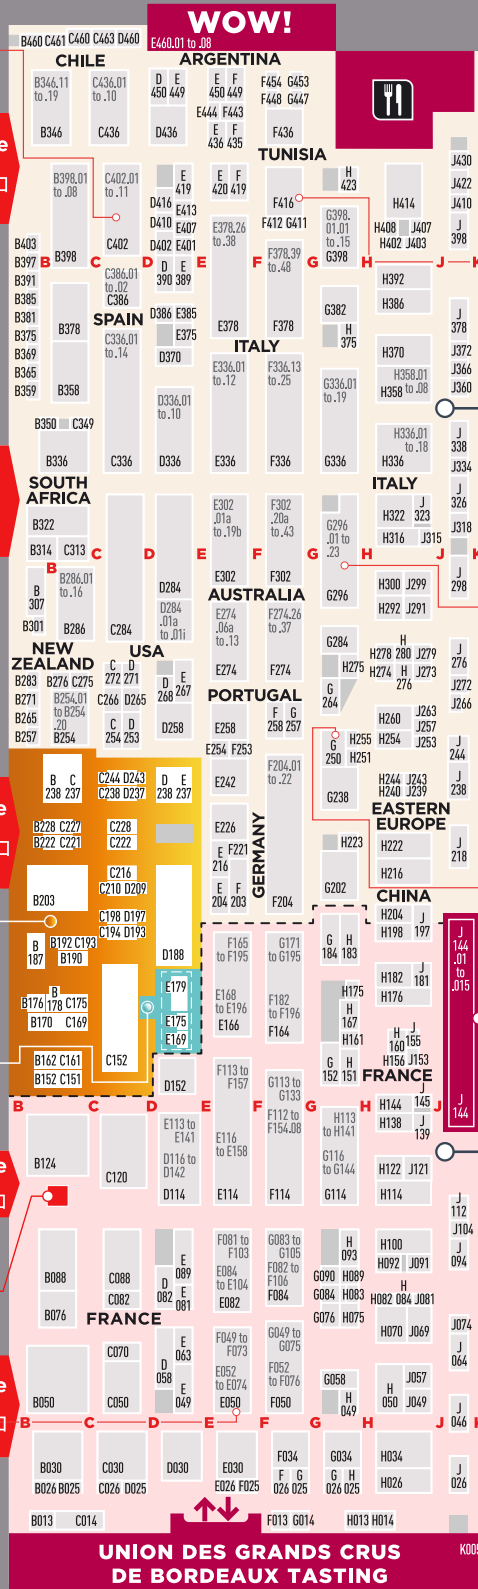 WOW!
E460.01 to .08
B460 C461 C460 C463 D460
CHILE
ARGENTINA
B346.11
to .19
B346
C436.01
to .10
C436
D E
450 449
D436
E F
450 449
E444 F443
E F
436 435
F454 G453
F448 G447
F436
TUNISIA
J430
J422
J410
J
398
B398.01
to .08
B398
C402.01
to .11
C402
E
419
D416 E413
D410 E407
D402 E401
E F
420 419
F416
F412 G411
H
423
H414
H408 J407
H402 J403
G398.
01.01
to .15
G398
E378.26
to .38
F378.39
to .48
B403
B397
B391
B385
B381
B375
B369
B365
B359
B C D E F G H J K
C386.01
to .02
C386
D E
390 389
H392
H386
B378
SPAIN
D386 E385
E375
D370
E378
F378
G382
H
375
J
378
C336.01
to .14
ITALY
H370
J372
J366
J360
B358
E336.01
to .12
F336.13
to .25
G336.01
to .19
H358.01
H358 to .08
D336.01
to .10
B350 C349
H336.01
to .18
J
338
B336 C336 D336 E336 F336 G336 H336
J334
SOUTH
AFRICA
ITALY
B322
B314 C313
E302
.01a
to .19b
E302
F302
.20a
to .43
F302
G296
.01 to
.23
G296
H322 J
323
H316 J315
J
326
J318
B C D E F G H J K
B
307
B301
B286.01
to .16
B286
C284
D284
D284
.01a
to .01i
AUSTRALIA
H300 J299
H292 J291
J
298
E274
.06a
to .13
E274
F274.26
to .37
F274
G284
H275
G
264
H
H278 280 J279
H274 H J273
276
J
276
J272
J266
NEW
ZEALAND
USA
B283 B276 C275
B271
B265
B257
B254.01
to B254
.20
B254
C D
272 271
C266 D265
C D
254 253
D E
268 267
D258
PORTUGAL
E258
F G
258 257
E254 F253
H260 J263
J257
H254 J253
G H255
250 H251
J
244
J
238
B C
238 237
C244 D243
C238 D237
D E
238 237
E242
F204.01
to .22
G238
H244 J243
H240 J239
EASTERN
EUROPE
B228 C227
B222 C221
C228
C222
E226
E F221
216
E F
204 203
GERMANY
F204
H223
G202
H222
H216
J
218
B203
C216
C210 D209
C198 D197
C194 D193
D188
CHINA
H204 J
H198 197
B
187
B192 C193
B190
F165
to F195
E168
to E196
E166
G171
to G195
F182
to F196
F164
G H
184 183
H182 J
181
H176
J
144
.01
to
.015
J
144
E179
E175
E169
B
B176 178 C175
B170 C169
H175
H
167
H161
H J
160 155
H156 J153
B162 C161
B152 C151
C152
D152
G H
152 151
FRANCE
F113 to
F157
G113 to
G133
F112 to
F154.08
J
H144 145
H138 J
139
B C D E F G H J
B124
C120
E113 to
E141
D116 to
D142
D114
E116
to E158
E114
F114
H113
to H141
G116
to G144
G114
H122 J121
H114
J
112
J104
J
094
B088
B076
C088
C082
E
089
D E
082 081
F081 to
F103
E084
to E104
E082
G083 to
G105
F082 to
F106
F084
H
093
G090 H089
G084 H083
G076 H075
H100
H092 J091
H
H082 084 J081
H070 J069
FRANCE
J074
J
064
C070
C050
B050
E
063
D
058
E
049
F049 to
F073
E052
to E074
E050
G049 to
G075
F052
to F076
F050
G058
H
049
J057
H
050 J049
J
046
B C D E F G H J K
B030
B026 B025
C030
C026 D025
D030
E030
E026 F025
F034
F G
026 025
G034
G H
026 025
H034
H026
J
026
B013 C014
F013 G014 H013 H014
UNION DES GRANDS CRUS
DE BORDEAUX TASTING